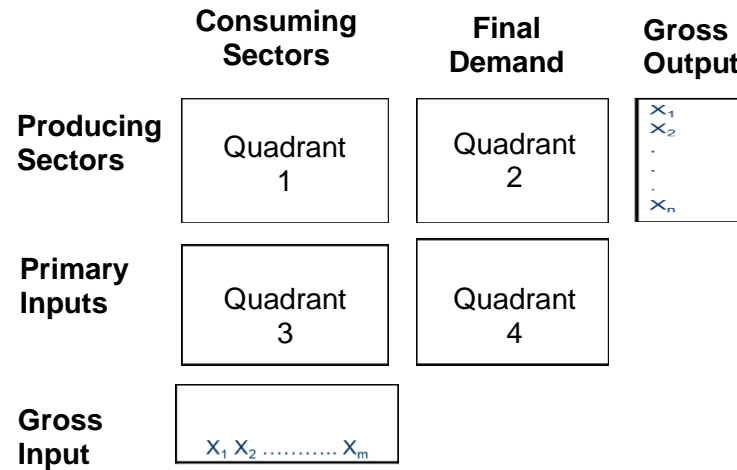 Consuming
Sectors
Final
Demand
Gross
Output
Producing
Sectors
Quadrant
1
Quadrant
2
X₁
X₂
.
.
.
Xₙ
Primary
Inputs
Quadrant
3
Quadrant
4
Gross
Input
X₁ X₂ ........... Xₘ